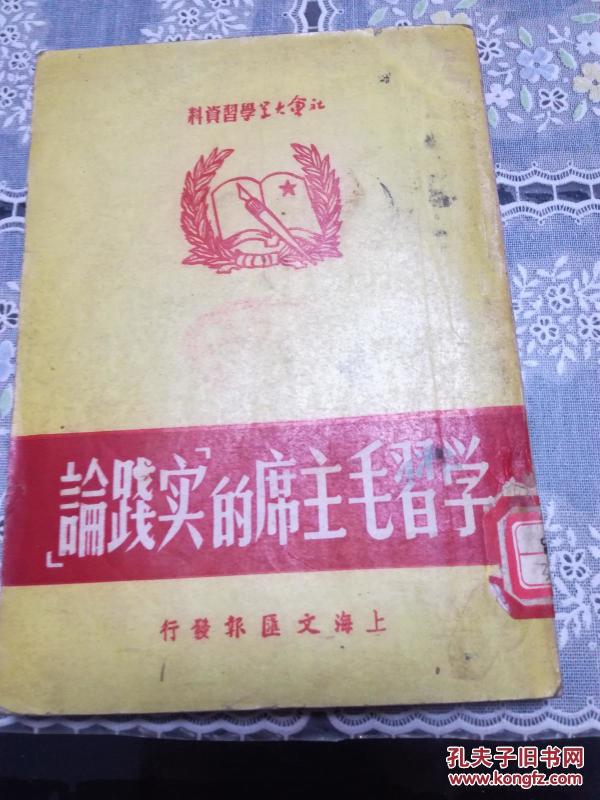 社會大学學習資料
学習毛主席的「实踐論」
上海文匯報發行
孔夫子旧书网
www.kongfz.com